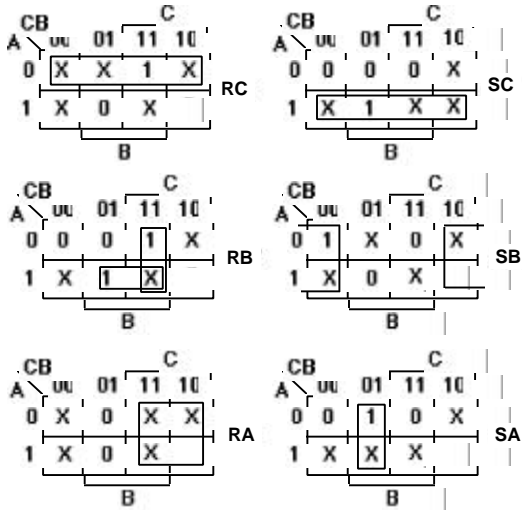 C
CB
A 00 01 11 10
0 X X 1 X
RC
1 X 0 X
B
C
CB
A 00 01 11 10
0 0 0 0 X
SC
1 X 1 X X
B
C
CB
A 00 01 11 10
0 0 0 1 X
RB
1 X 1 X
B
C
CB
A 00 01 11 10
0 1 X 0 X
SB
1 X 0 X
B
C
CB
A 00 01 11 10
0 X 0 X X
RA
1 X 0 X
B
C
CB
A 00 01 11 10
0 0 1 0 X
SA
1 X X X
B